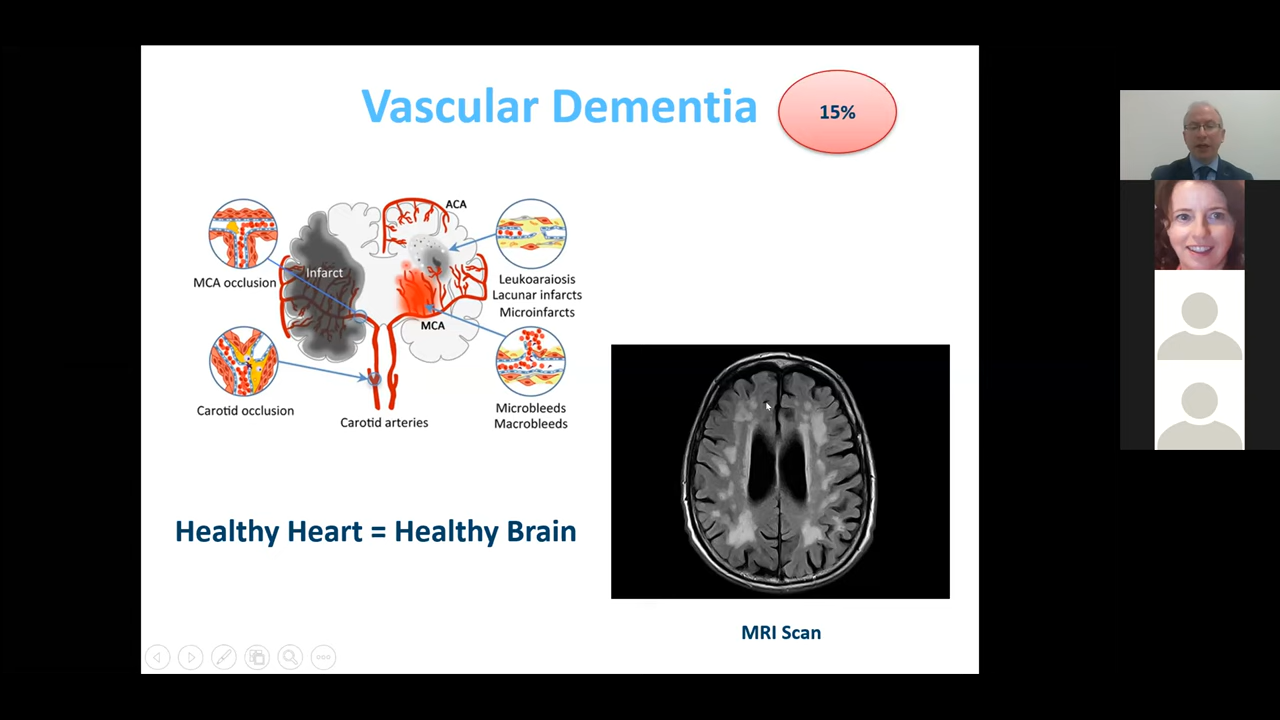 Vascular Dementia
15%
ACA
Infarct
MCA occlusion
Leukoaraiosis
Lacunar infarcts
Microinfarcts
MCA
Carotid occlusion
Carotid arteries
Microbleeds
Macrobleeds
Healthy Heart = Healthy Brain
MRI Scan